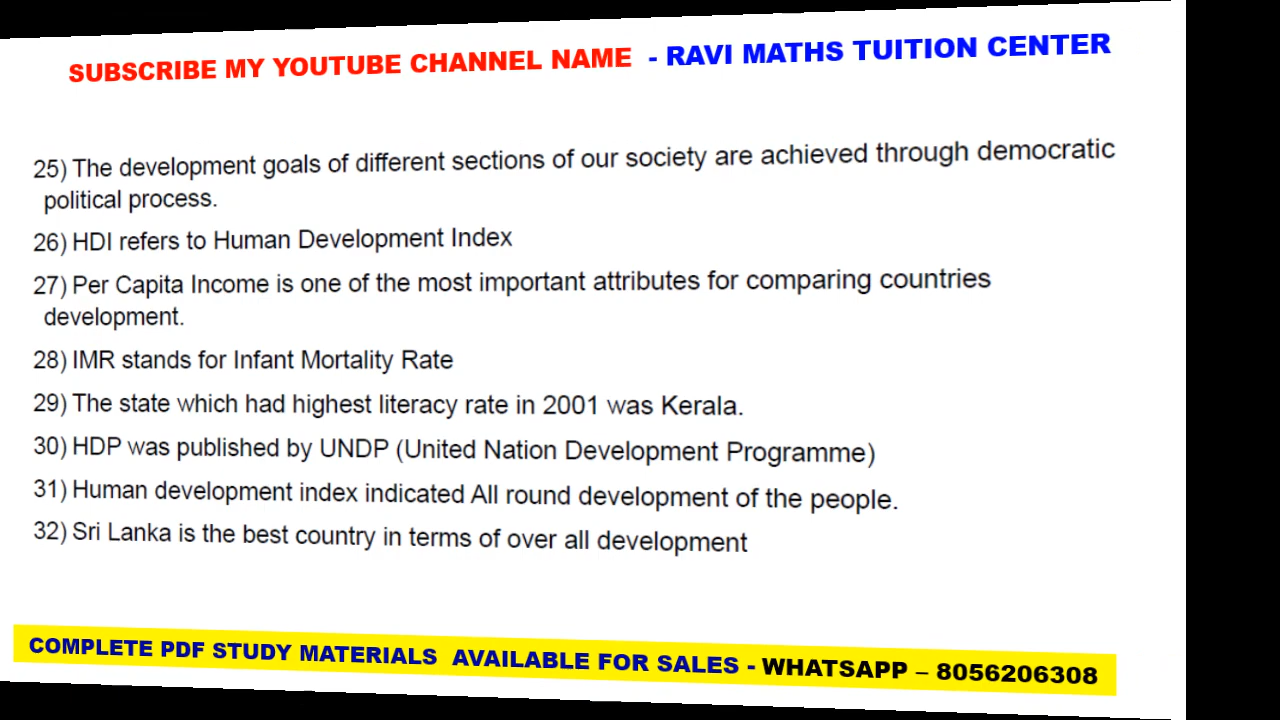 SUBSCRIBE MY YOUTUBE CHANNEL NAME - RAVI MATHS TUITION CENTER
25) The development goals of different sections of our society are achieved through democratic
political process.
26) HDI refers to Human Development Index
27) Per Capita Income is one of the most important attributes for comparing countries
development.
28) IMR stands for Infant Mortality Rate
29) The state which had highest literacy rate in 2001 was Kerala.
30) HDP was published by UNDP (United Nation Development Programme)
31) Human development index indicated All round development of the people.
32) Sri Lanka is the best country in terms of over all development
COMPLETE PDF STUDY MATERIALS AVAILABLE FOR SALES - WHATSAPP – 8056206308